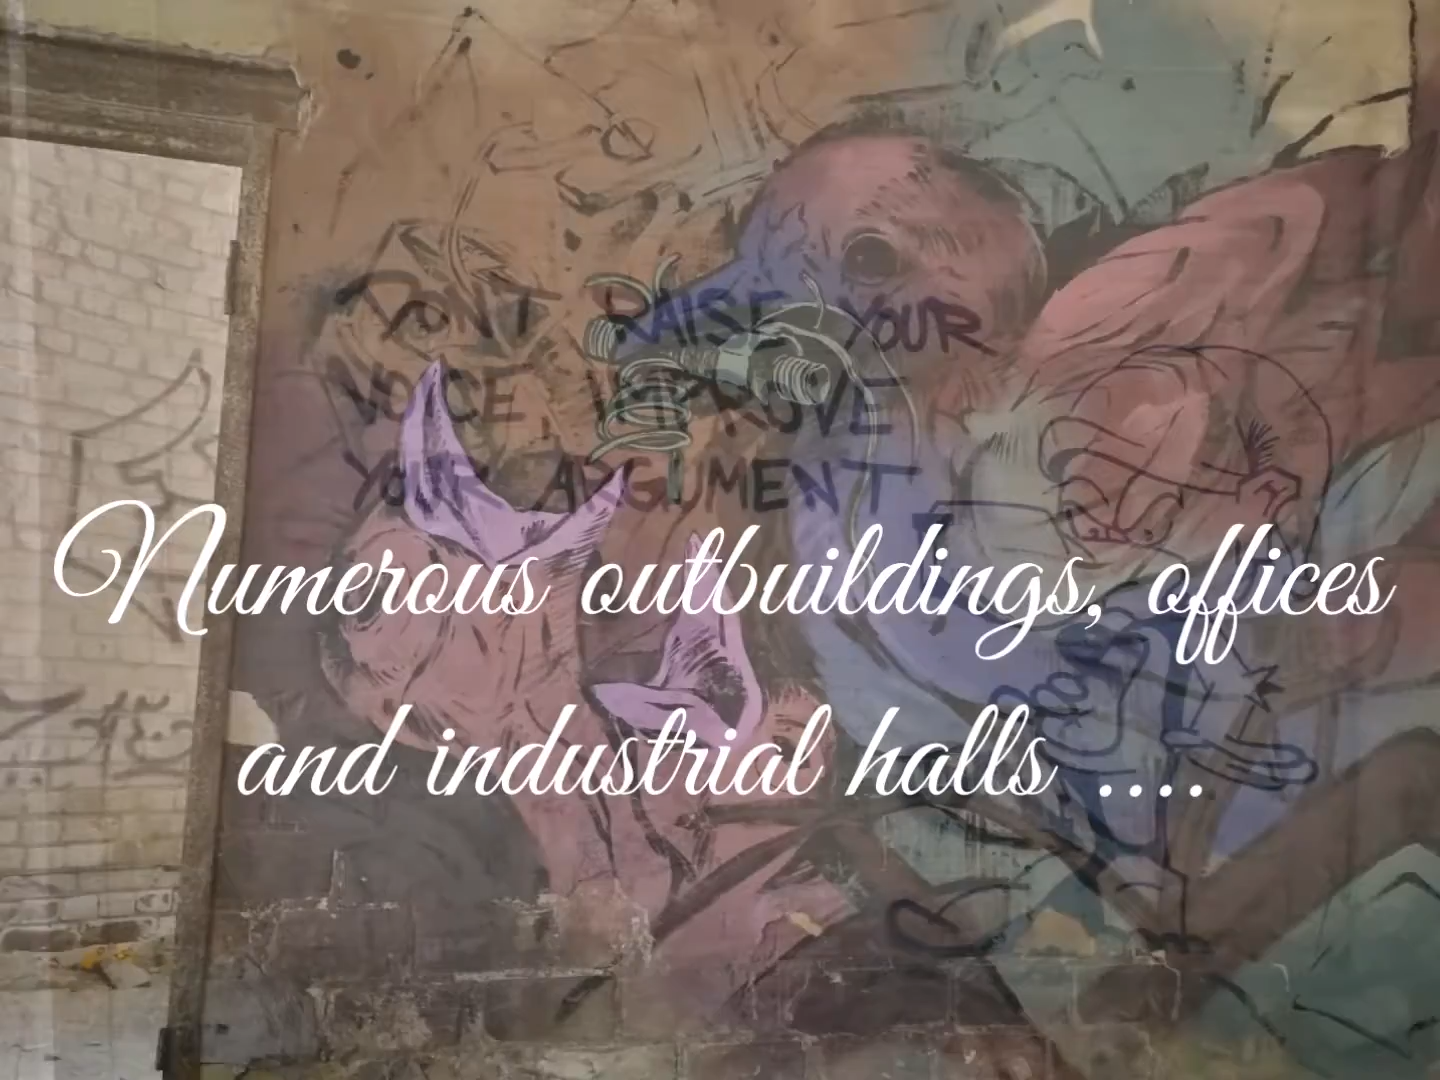 DON'T RAISE YOUR
VOICE, IMPROVE
YOUR ARGUMENT
Numerous outbuildings, offices
and industrial halls ....